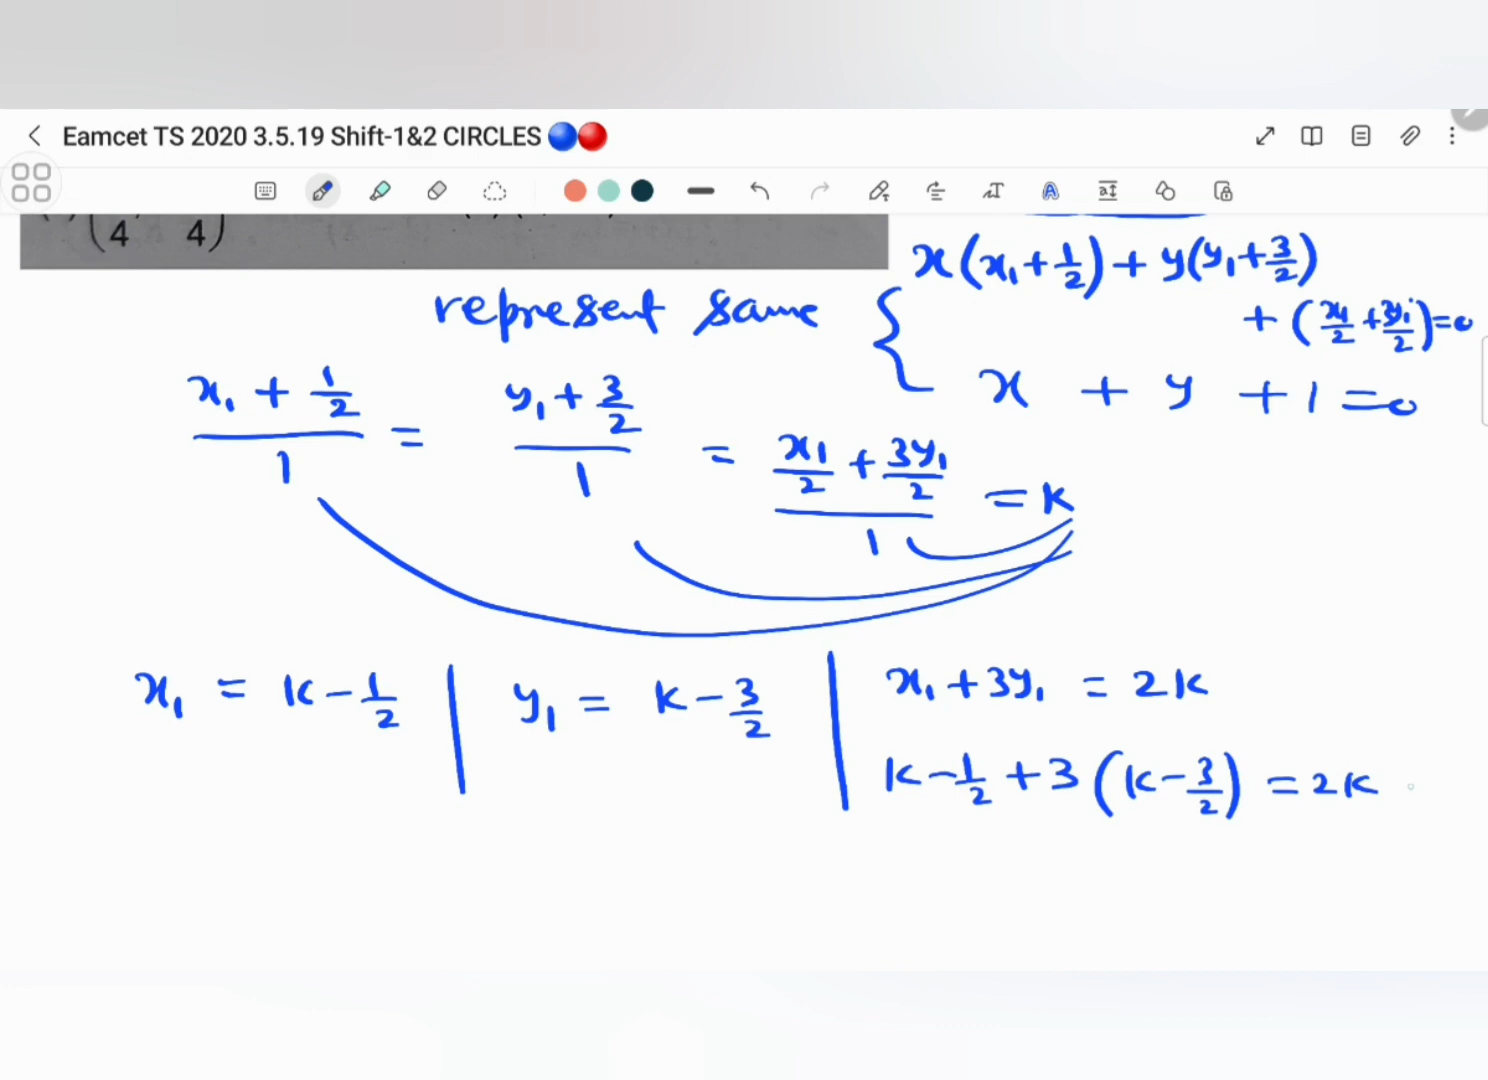 Eamcet TS 2020 3.5.19 Shift-1&2 CIRCLES 🔵🔴
(4 4)
x(x₁+1/2)+y(y₁+3/2)
+(x₁/2+3y₁/2)=0
represent same {
x + y + 1 = 0
(x₁ + 1/2)/1 = (y₁ + 3/2)/1 = (x₁/2 + 3y₁/2)/1 = K
x₁ = K-1/2 | y₁ = K-3/2 | x₁+3y₁ = 2K
K-1/2+3(K-3/2)=2K